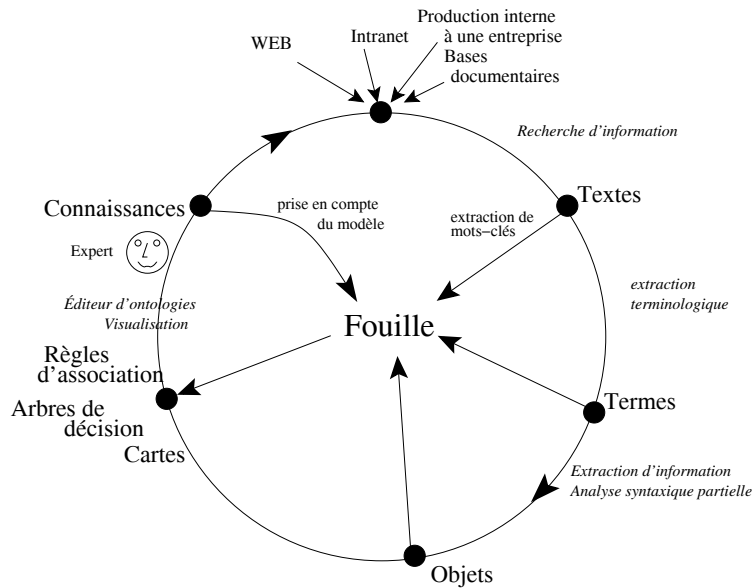 Production interne
à une entreprise
WEB
Intranet
Bases
documentaires
Recherche d'information
Connaissances
prise en compte
du modèle
extraction de
mots−clés
Textes
Expert
Éditeur d'ontologies
Visualisation
extraction
terminologique
Fouille
Règles
d'association
Arbres de
décision
Cartes
Termes
Extraction d'information
Analyse syntaxique partielle
Objets